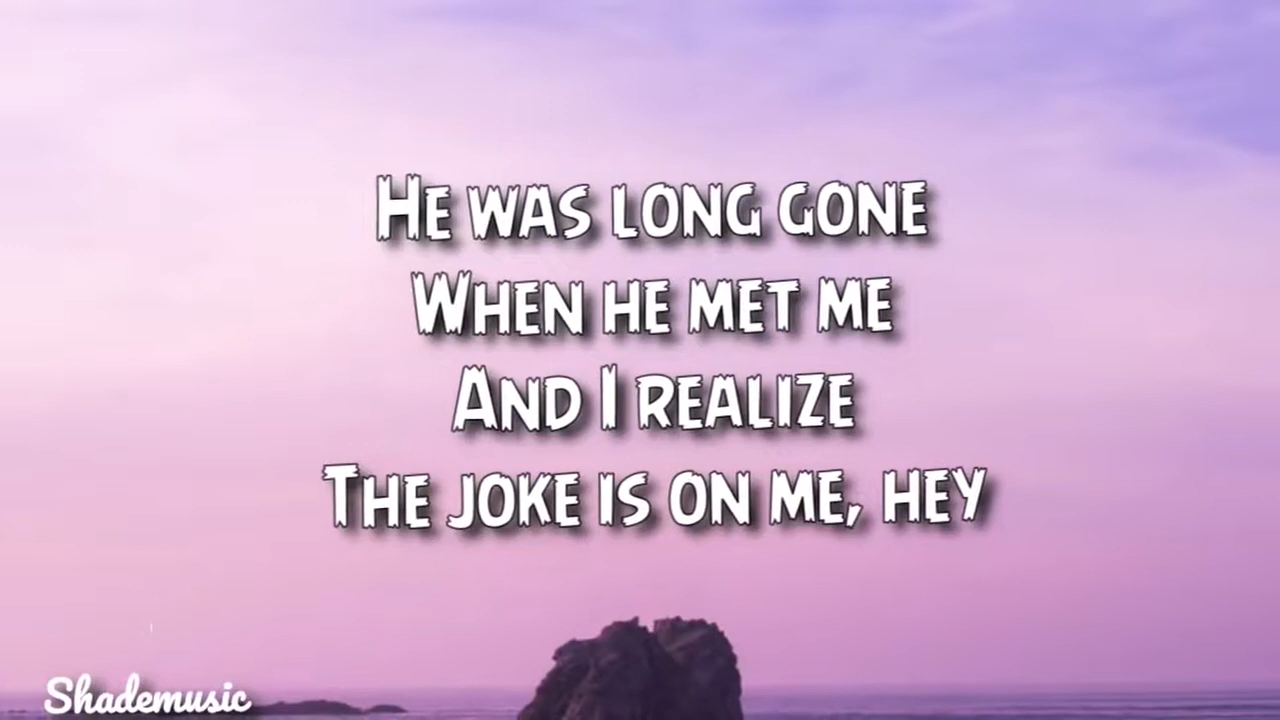 He was long gone
When he met me
And I realize
The joke is on me, hey
Shademusic